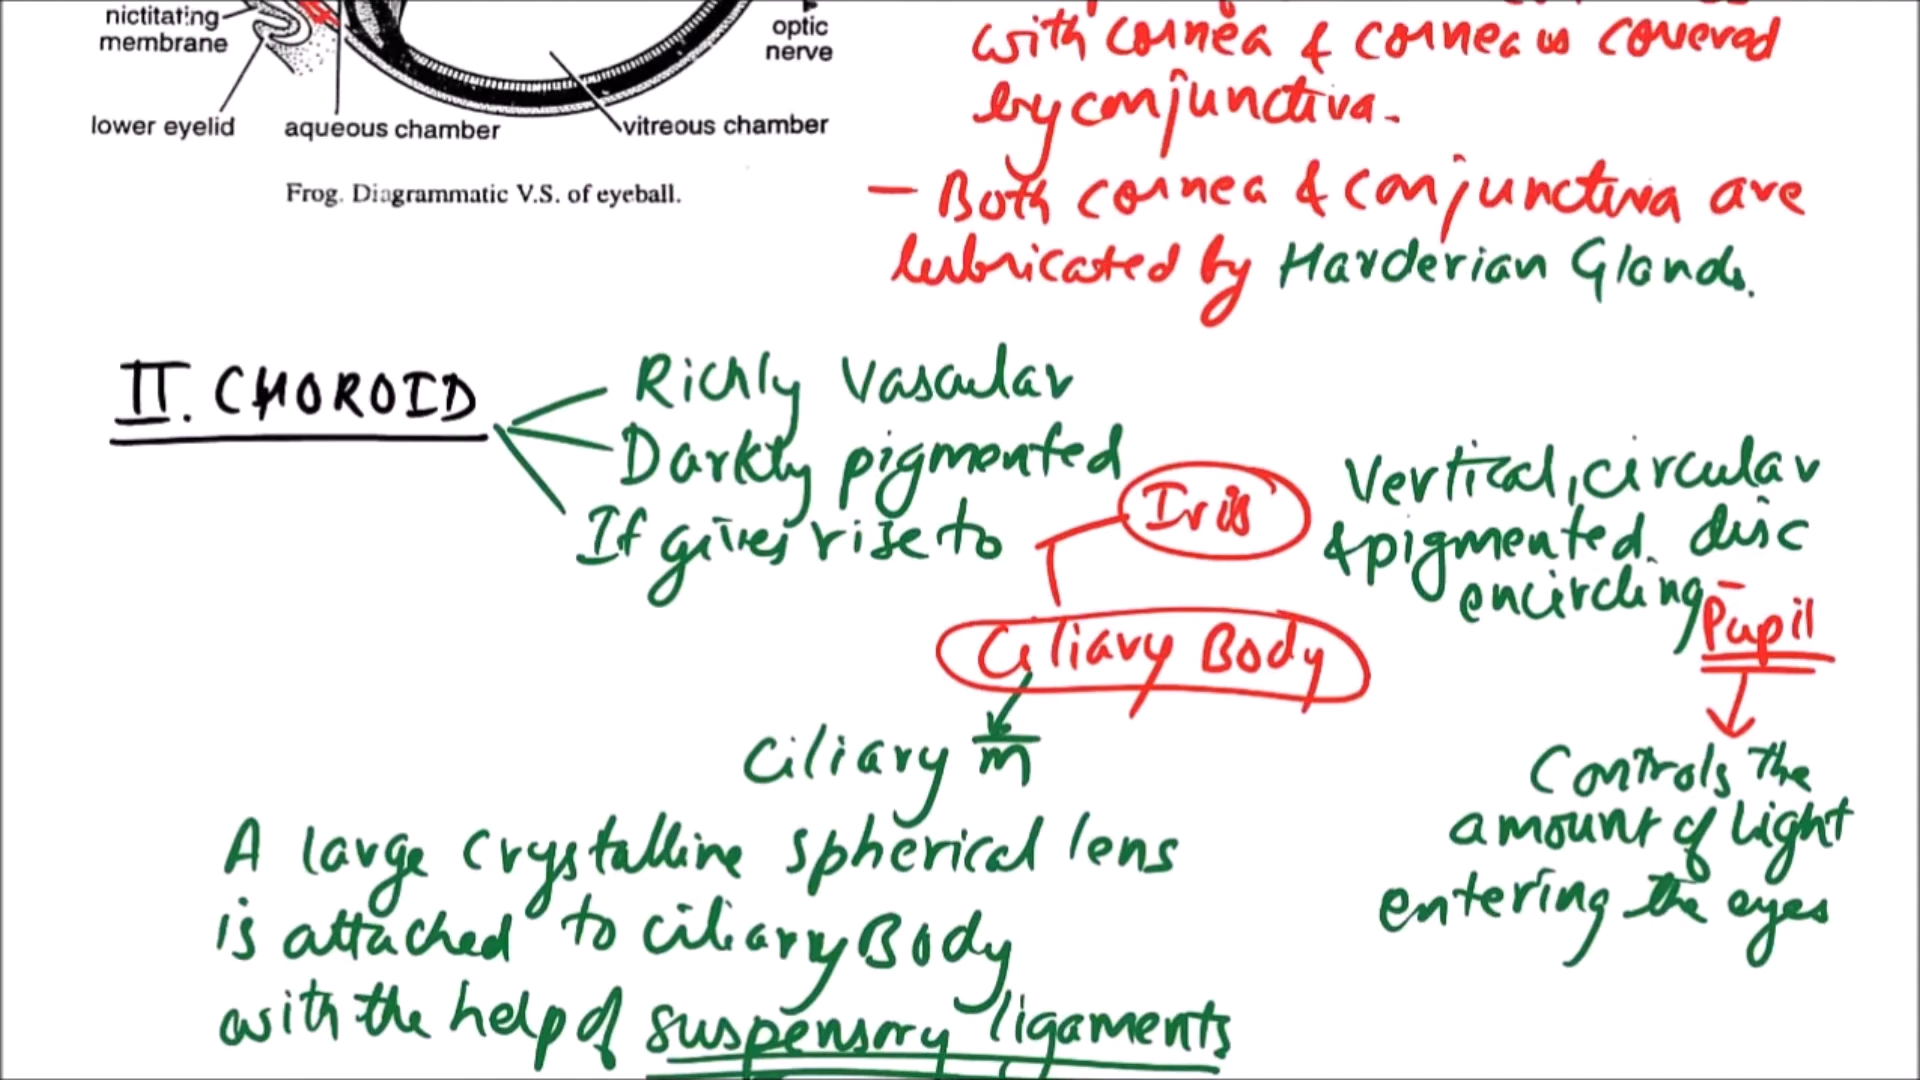 nictitating
membrane
optic
nerve
lower eyelid
aqueous chamber
vitreous chamber
Frog. Diagrammatic V.S. of eyeball.
with cornea & cornea is covered
by conjunctiva.
— Both cornea & conjunctiva are
lubricated by Harderian Glands.
II. CHOROID
Richly Vascular
Darkly pigmented
It gives rise to
Iris
Vertical, circular
& pigmented disc
encircling
Pupil
Ciliary Body
Ciliary m
Controls the
amount of light
entering the eyes
A large crystalline spherical lens
is attached to ciliary Body
with the help of suspensory ligaments